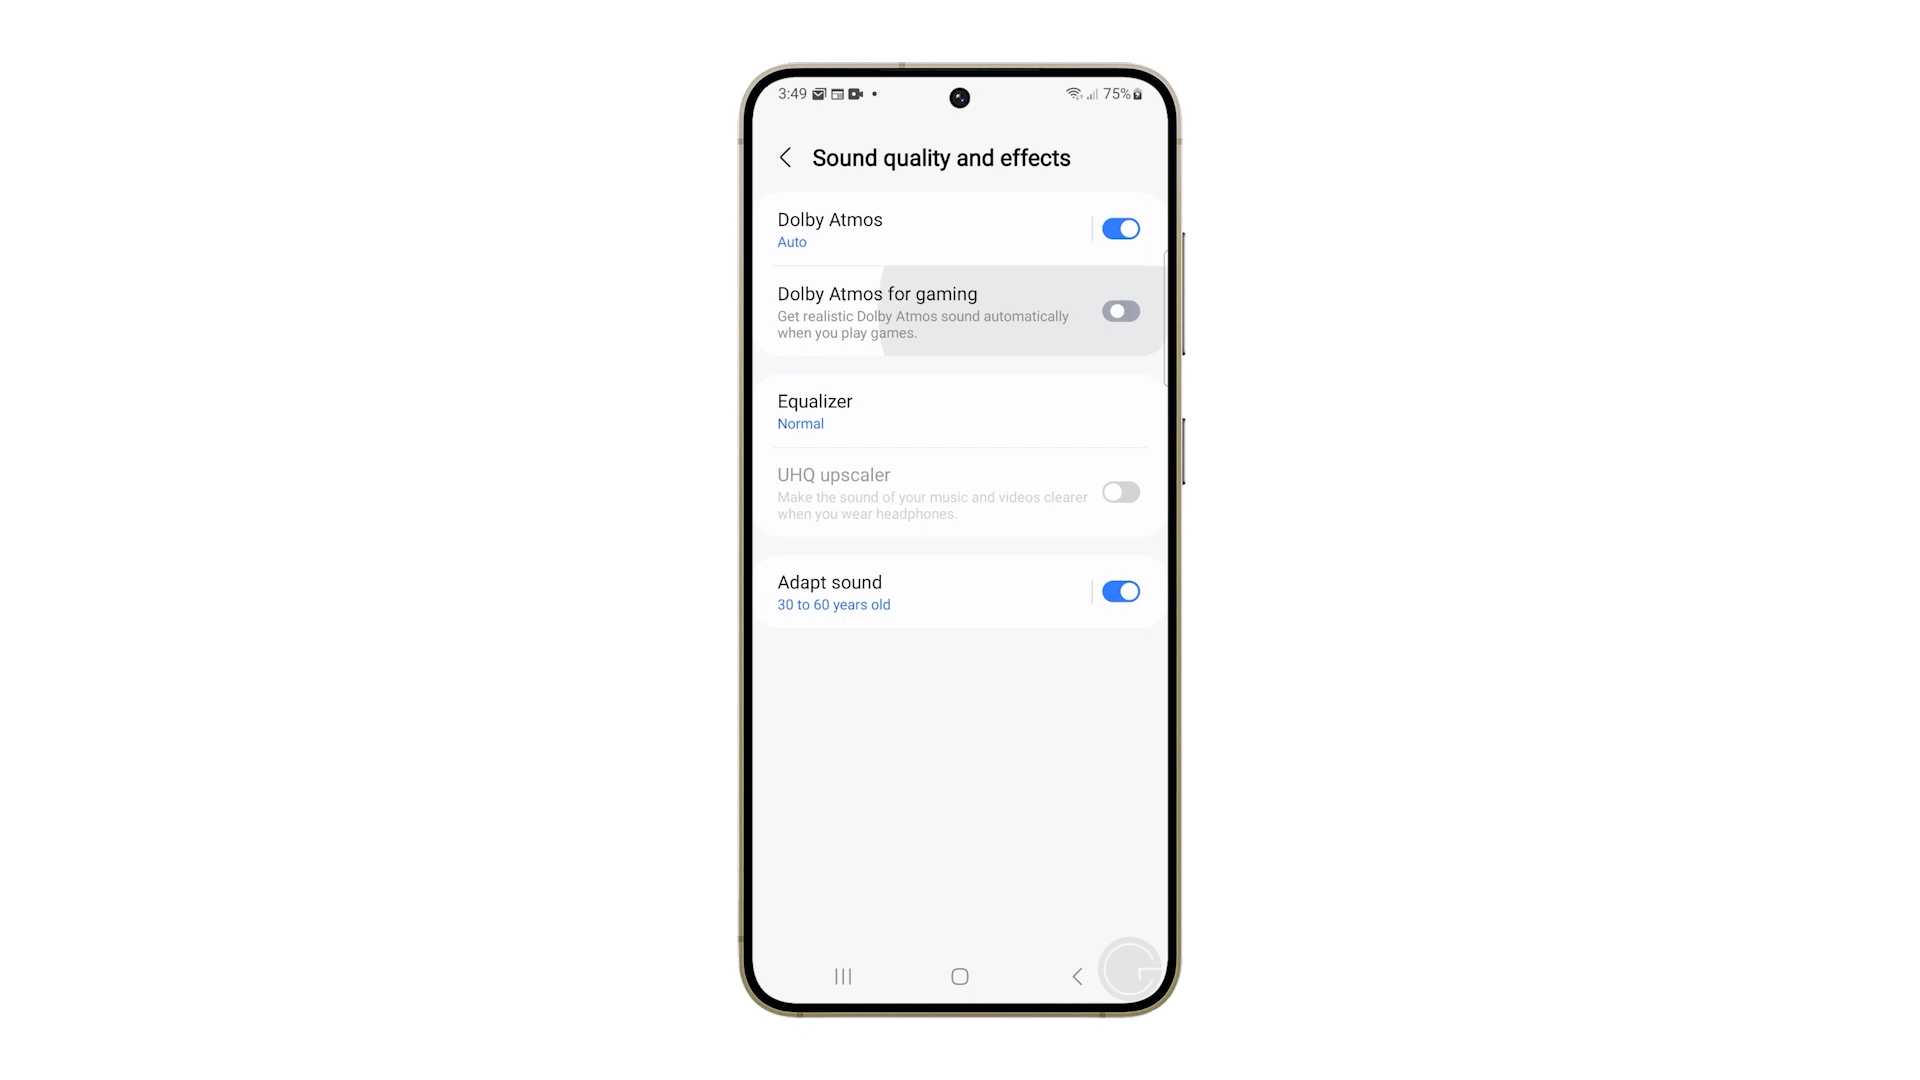 3:49
75%
Sound quality and effects
Dolby Atmos
Auto
Dolby Atmos for gaming
Get realistic Dolby Atmos sound automatically
when you play games.
Equalizer
Normal
UHQ upscaler
Make the sound of your music and videos clearer
when you wear headphones.
Adapt sound
30 to 60 years old